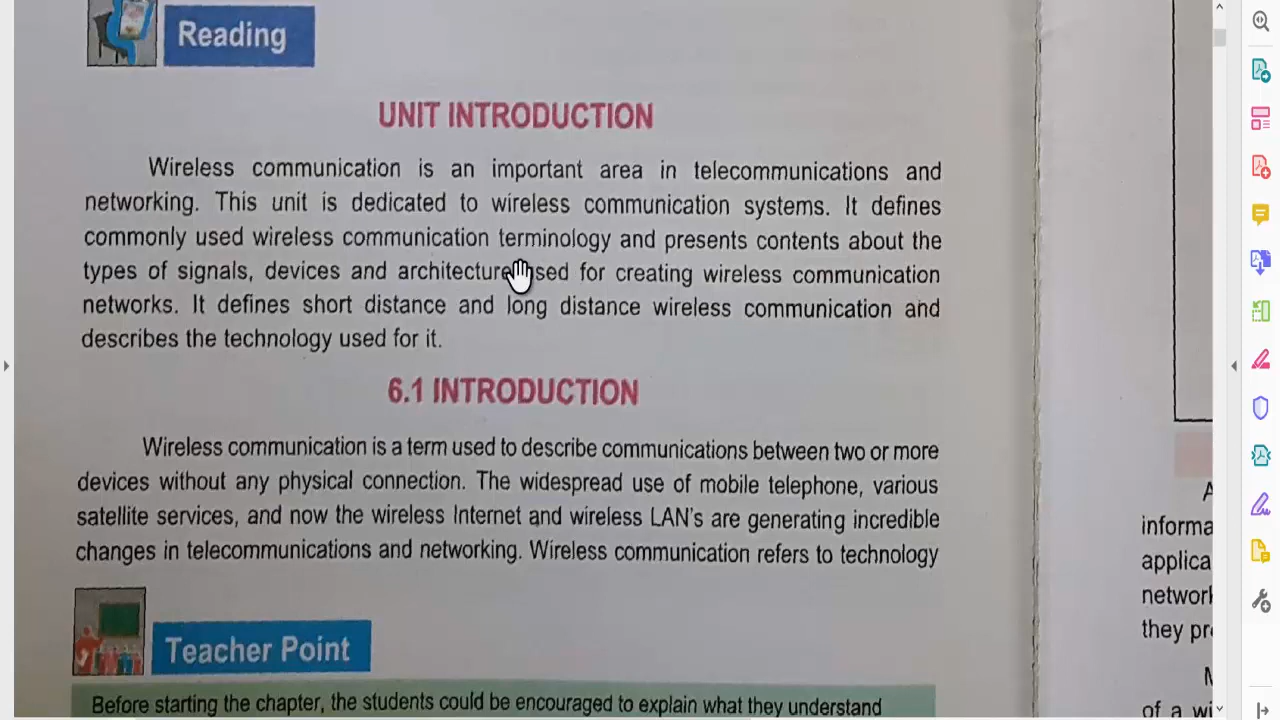 Reading
UNIT INTRODUCTION
Wireless communication is an important area in telecommunications and
networking. This unit is dedicated to wireless communication systems. It defines
commonly used wireless communication terminology and presents contents about the
types of signals, devices and architecture used for creating wireless communication
networks. It defines short distance and long distance wireless communication and
describes the technology used for it.
6.1 INTRODUCTION
Wireless communication is a term used to describe communications between two or more
devices without any physical connection. The widespread use of mobile telephone, various
satellite services, and now the wireless Internet and wireless LAN's are generating incredible
changes in telecommunications and networking. Wireless communication refers to technology
Teacher Point
Before starting the chapter, the students could be encouraged to explain what they understand
informa
applica
network
they pr
of a wi